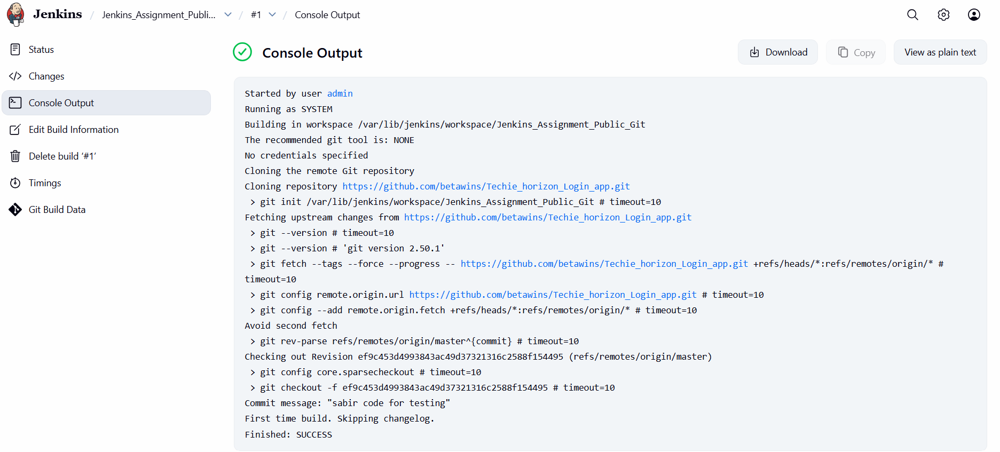 Jenkins / Jenkins_Assignment_Publi... / #1 / Console Output
Status
Changes
Console Output
Edit Build Information
Delete build ‘#1’
Timings
Git Build Data
Console Output
Download
Copy
View as plain text
Started by user admin
Running as SYSTEM
Building in workspace /var/lib/jenkins/workspace/Jenkins_Assignment_Public_Git
The recommended git tool is: NONE
No credentials specified
Cloning the remote Git repository
Cloning repository https://github.com/betawins/Techie_horizon_Login_app.git
 > git init /var/lib/jenkins/workspace/Jenkins_Assignment_Public_Git # timeout=10
Fetching upstream changes from https://github.com/betawins/Techie_horizon_Login_app.git
 > git --version # timeout=10
 > git --version # 'git version 2.50.1'
 > git fetch --tags --force --progress -- https://github.com/betawins/Techie_horizon_Login_app.git +refs/heads/*:refs/remotes/origin/* #
timeout=10
 > git config remote.origin.url https://github.com/betawins/Techie_horizon_Login_app.git # timeout=10
 > git config --add remote.origin.fetch +refs/heads/*:refs/remotes/origin/* # timeout=10
Avoid second fetch
 > git rev-parse refs/remotes/origin/master^{commit} # timeout=10
Checking out Revision ef9c453d4993843ac49d37321316c2588f154495 (refs/remotes/origin/master)
 > git config core.sparsecheckout # timeout=10
 > git checkout -f ef9c453d4993843ac49d37321316c2588f154495 # timeout=10
Commit message: "sabir code for testing"
First time build. Skipping changelog.
Finished: SUCCESS